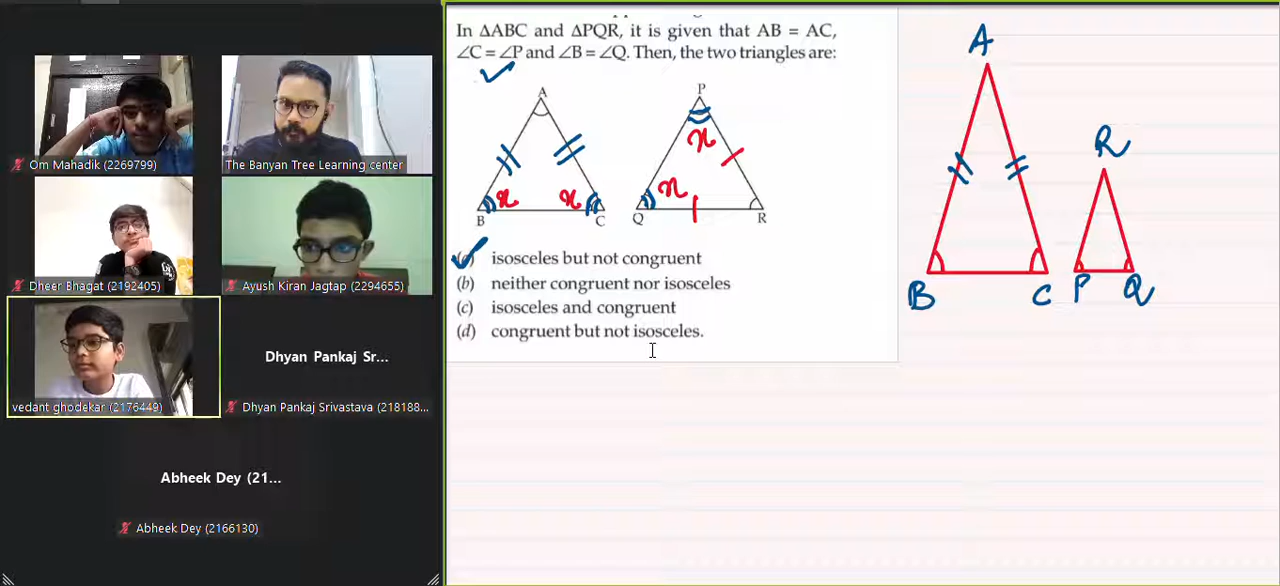 Om Mahadik (2269799)
The Banyan Tree Learning center
Dheer Bhagat (2192405)
Ayush Kiran Jagtap (2294655)
vedant ghodekar (2176449)
Dhyan Pankaj Sr...
Dhyan Pankaj Srivastava (218188...
Abheek Dey (21...
Abheek Dey (2166130)
In ΔABC and ΔPQR, it is given that AB = AC,
∠C = ∠P and ∠B = ∠Q. Then, the two triangles are:
A
B
C
x
x
P
Q
R
x
x
(a) isosceles but not congruent
(b) neither congruent nor isosceles
(c) isosceles and congruent
(d) congruent but not isosceles.
A
B
C
R
P
Q